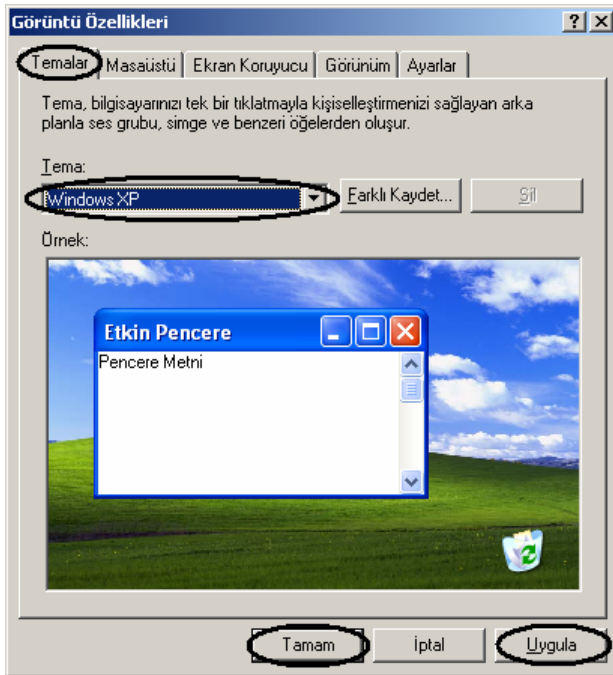 Görüntü Özellikleri
Temalar Masaüstü Ekran Koruyucu Görünüm Ayarlar
Tema, bilgisayarınızı tek bir tıklatmayla kişiselleştirmenizi sağlayan arka
planla ses grubu, simge ve benzeri öğelerden oluşur.
Tema:
Windows XP Farklı Kaydet... Sil
Örnek:
Etkin Pencere
Pencere Metni
Tamam İptal Uygula